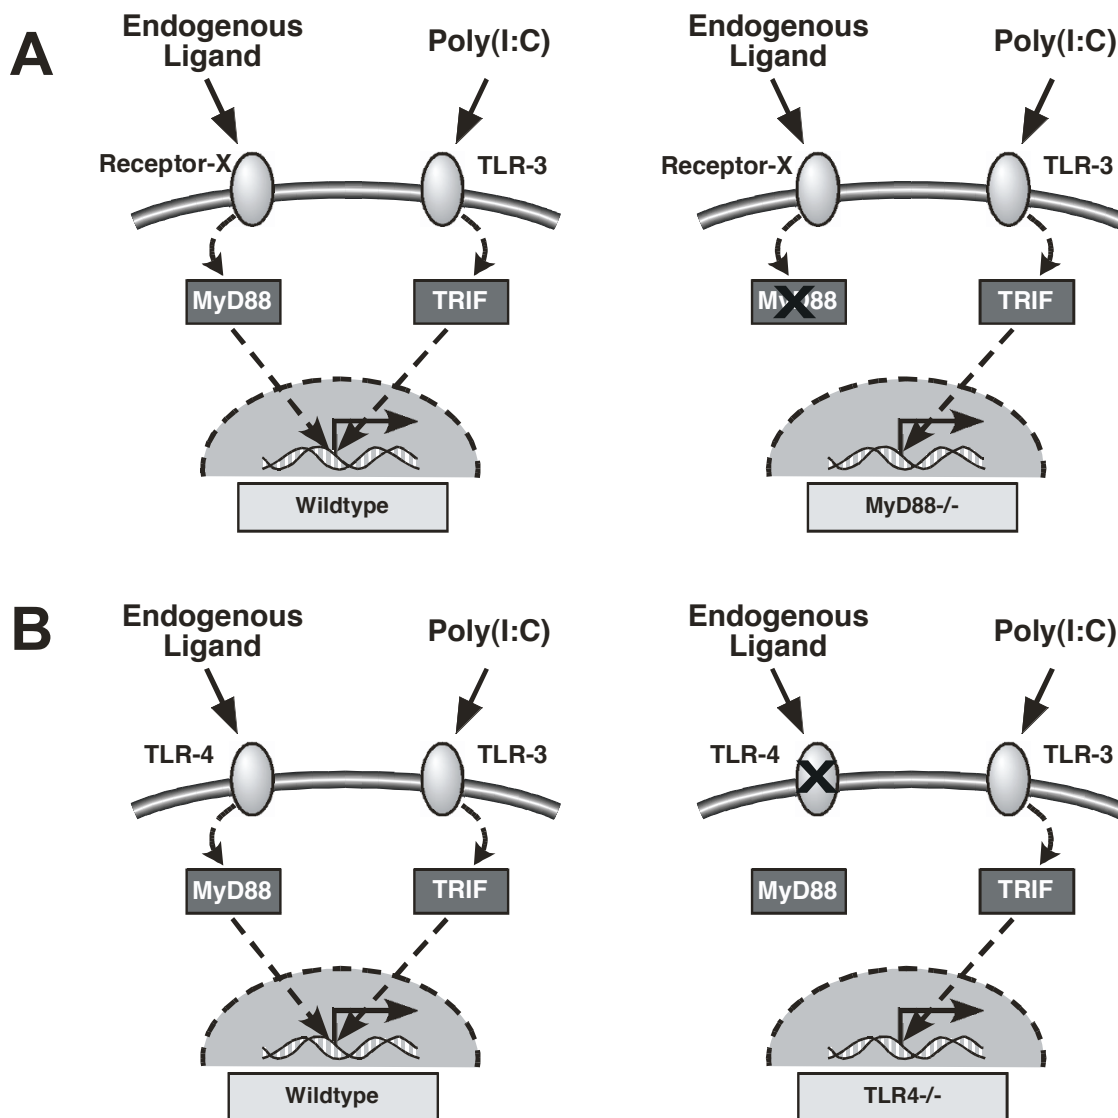 A
Endogenous
Ligand
Poly(I:C)
Endogenous
Ligand
Poly(I:C)
Receptor-X
TLR-3
Receptor-X
TLR-3
MyD88
TRIF
MyD88
TRIF
Wildtype
MyD88-/-
B
Endogenous
Ligand
Poly(I:C)
Endogenous
Ligand
Poly(I:C)
TLR-4
TLR-3
TLR-4
TLR-3
MyD88
TRIF
MyD88
TRIF
Wildtype
TLR4-/-